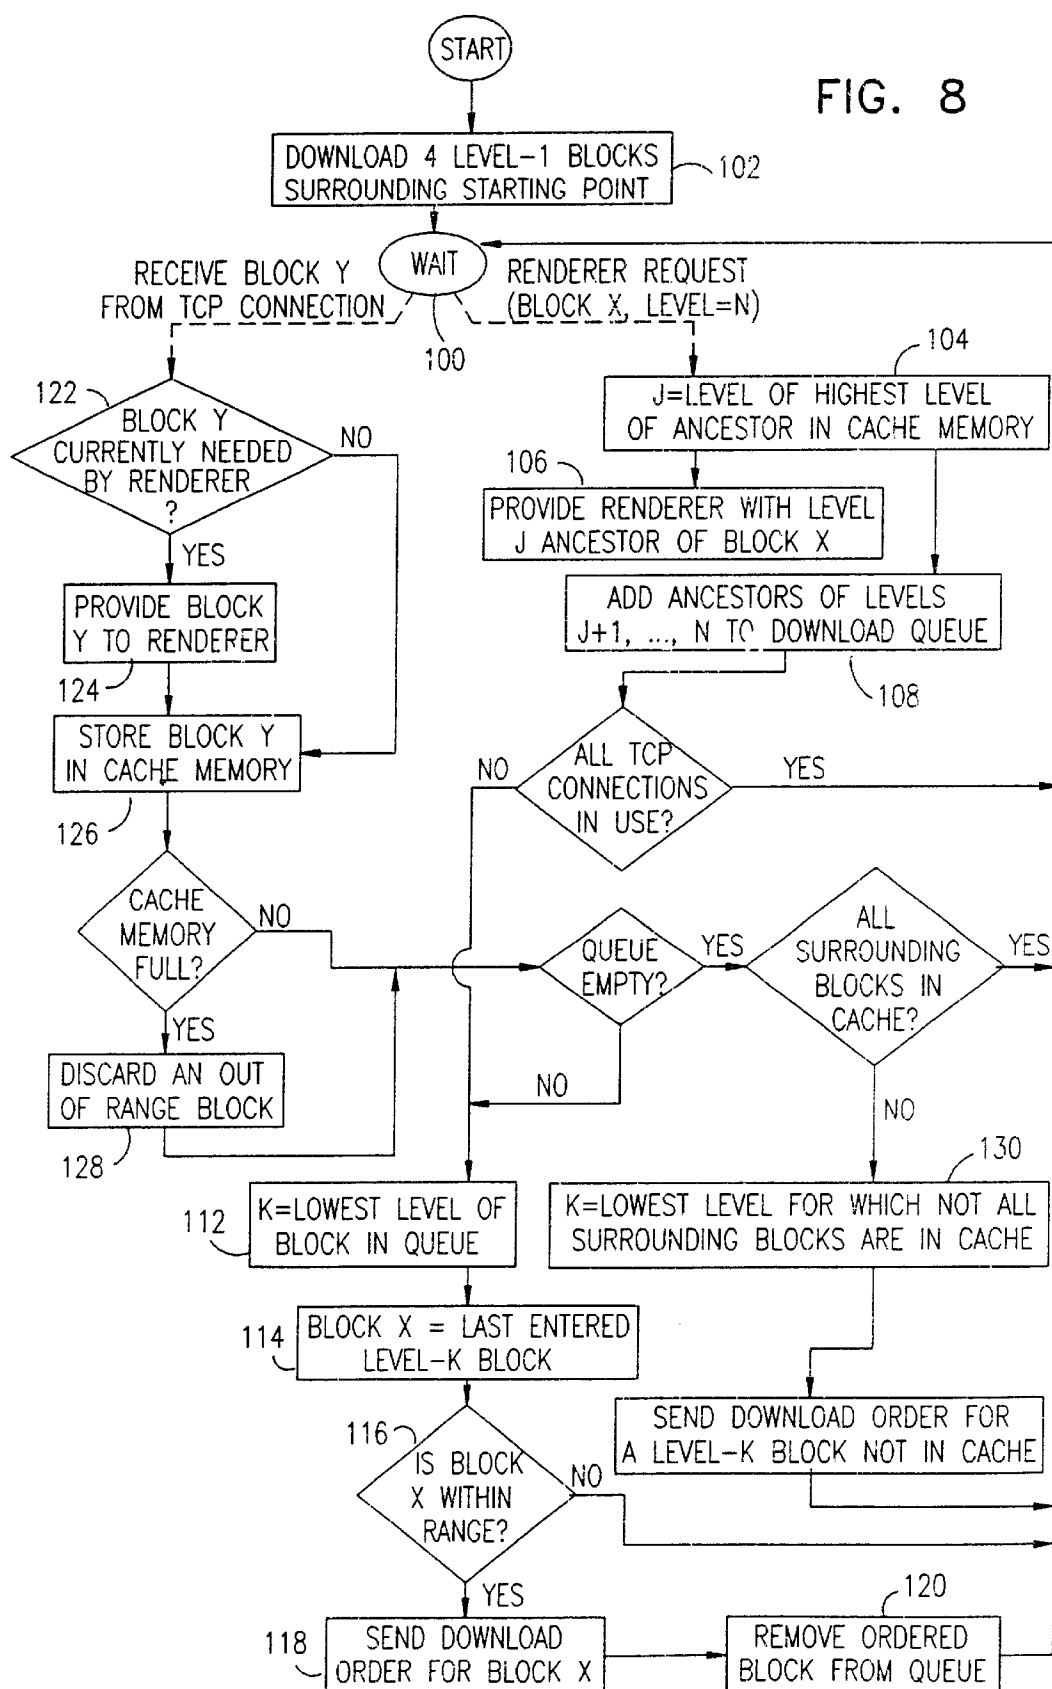 START
FIG. 8
DOWNLOAD 4 LEVEL-1 BLOCKS
SURROUNDING STARTING POINT
102
WAIT
RECEIVE BLOCK Y
FROM TCP CONNECTION
RENDERER REQUEST
(BLOCK X, LEVEL=N)
100
104
J=LEVEL OF HIGHEST LEVEL
OF ANCESTOR IN CACHE MEMORY
122
BLOCK Y
CURRENTLY NEEDED
BY RENDERER
?
NO
YES
106
PROVIDE RENDERER WITH LEVEL
J ANCESTOR OF BLOCK X
ADD ANCESTORS OF LEVELS
J+1, ..., N TO DOWNLOAD QUEUE
108
PROVIDE BLOCK
Y TO RENDERER
124
STORE BLOCK Y
IN CACHE MEMORY
126
ALL TCP
CONNECTIONS
IN USE?
NO
YES
CACHE
MEMORY
FULL?
NO
YES
QUEUE
EMPTY?
YES
NO
ALL
SURROUNDING
BLOCKS IN
CACHE?
YES
NO
DISCARD AN OUT
OF RANGE BLOCK
128
130
112
K=LOWEST LEVEL OF
BLOCK IN QUEUE
K=LOWEST LEVEL FOR WHICH NOT ALL
SURROUNDING BLOCKS ARE IN CACHE
114
BLOCK X = LAST ENTERED
LEVEL-K BLOCK
SEND DOWNLOAD ORDER FOR
A LEVEL-K BLOCK NOT IN CACHE
116
IS BLOCK
X WITHIN
RANGE?
NO
YES
118
SEND DOWNLOAD
ORDER FOR BLOCK X
120
REMOVE ORDERED
BLOCK FROM QUEUE